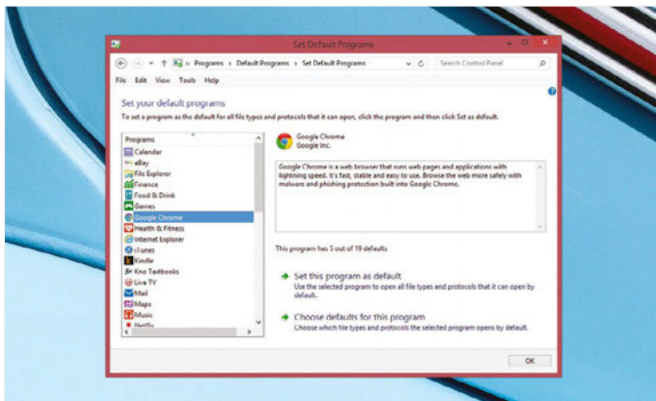 Set Default Programs
« Programs › Default Programs › Set Default Programs
Search Control Panel
File Edit View Tools Help
Set your default programs
To set a program as the default for all file types and protocols that it can open, click the program and then click Set as default.
Programs
Calendar
eBay
File Explorer
Finance
Food & Drink
Games
Google Chrome
Health & Fitness
Internet Explorer
iTunes
Kindle
Kno Textbooks
Live TV
Mail
Maps
Music
Netflix
Google Chrome
Google Inc.
Google Chrome is a web browser that runs web pages and applications with
lightning speed. It's fast, stable and easy to use. Browse the web more safely with
malware and phishing protection built into Google Chrome.
This program has 5 out of 19 defaults
Set this program as default
Use the selected program to open all file types and protocols that it can open by
default.
Choose defaults for this program
Choose which file types and protocols the selected program opens by default.
OK